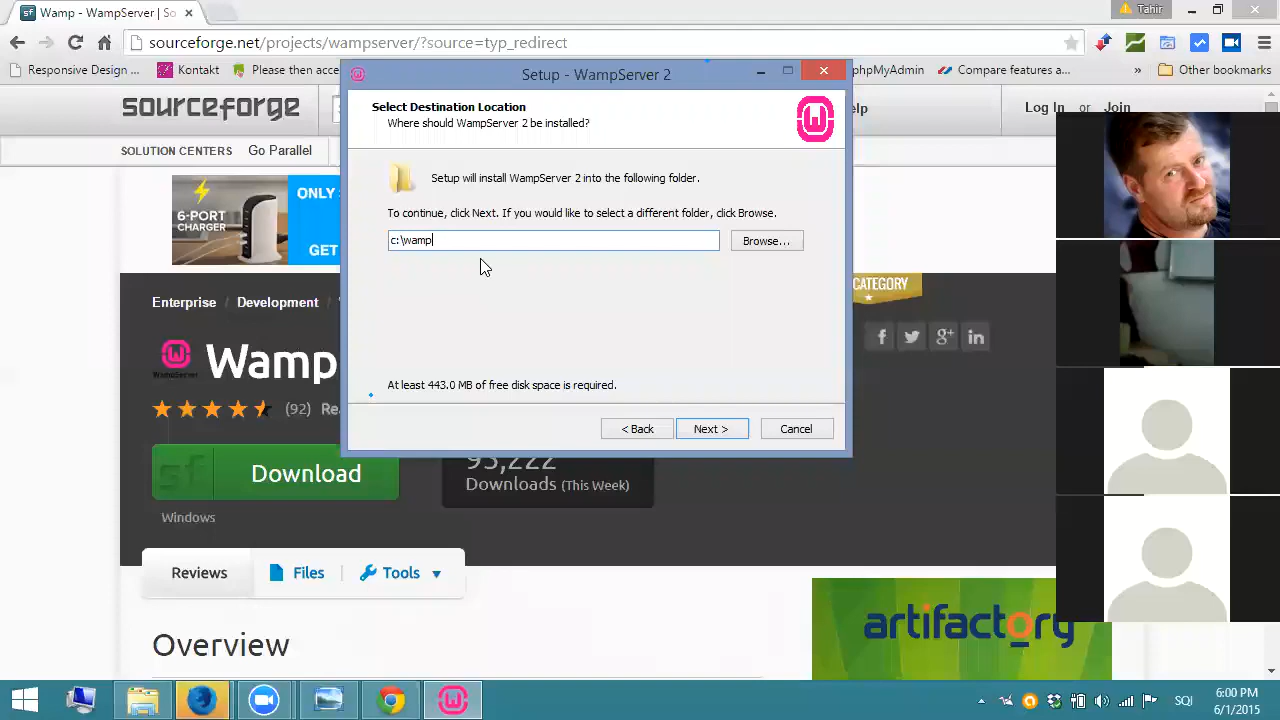 Wamp - WampServer | So
Tahir
sourceforge.net/projects/wampserver/?source=typ_redirect
Responsive Design
Kontakt
Please then acce
phpMyAdmin
Compare features a
»
Other bookmarks
Setup - WampServer 2
sourceforge
Log In or Join
SOLUTION CENTERS Go Parallel
Select Destination Location
Where should WampServer 2 be installed?
Setup will install WampServer 2 into the following folder.
To continue, click Next. If you would like to select a different folder, click Browse.
c:\wamp
Browse...
At least 443.0 MB of free disk space is required.
< Back
Next >
Cancel
6-PORT
CHARGER
ONLY
GET
Enterprise / Development /
CATEGORY
Wamp
WampServer
(92) Re
sf Download
Windows
93,222
Downloads (This Week)
Reviews
Files
Tools
Overview
artifactory
SQI
6:00 PM
6/1/2015